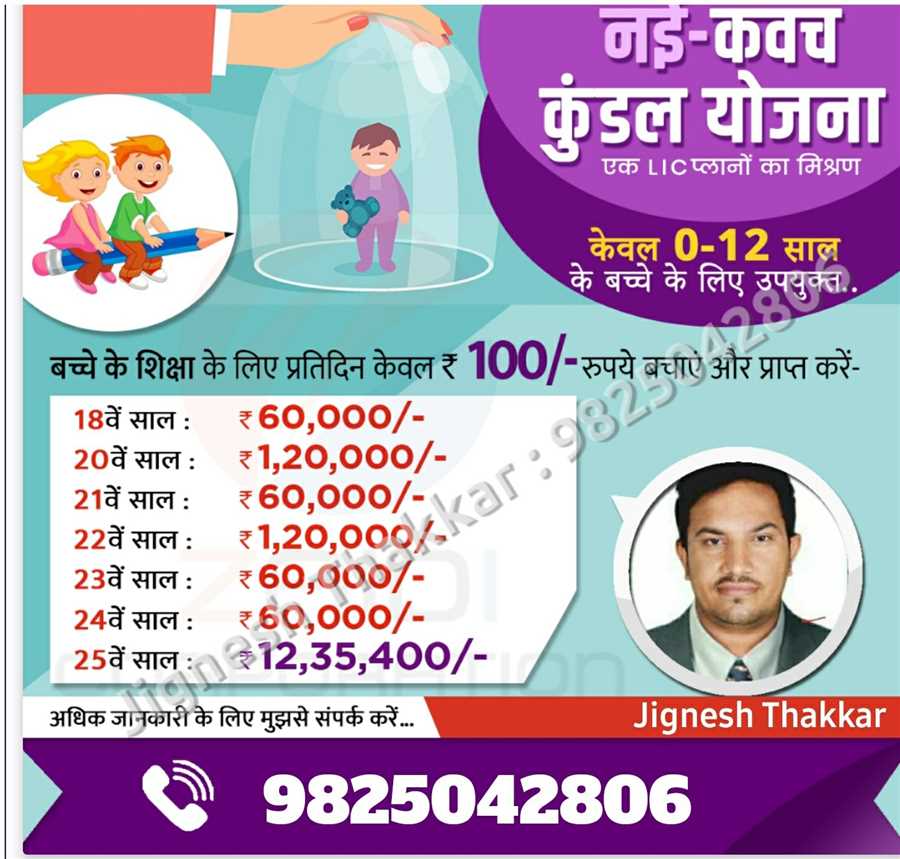 नई-कवच
कुंडल योजना
एक LIC प्लानों का मिश्रण
केवल 0-12 साल
के बच्चे के लिए उपयुक्त..
बच्चे के शिक्षा के लिए प्रतिदिन केवल ₹ 100/- रुपये बचाएं और प्राप्त करें-
18वें साल : ₹60,000/-
20वें साल : ₹1,20,000/-
21वें साल : ₹60,000/-
22वें साल : ₹1,20,000/-
23वें साल : ₹60,000/-
24वें साल : ₹60,000/-
25वें साल : ₹12,35,400/-
Jignesh Thakkar : 9825042806
अधिक जानकारी के लिए मुझसे संपर्क करें...
Jignesh Thakkar
9825042806